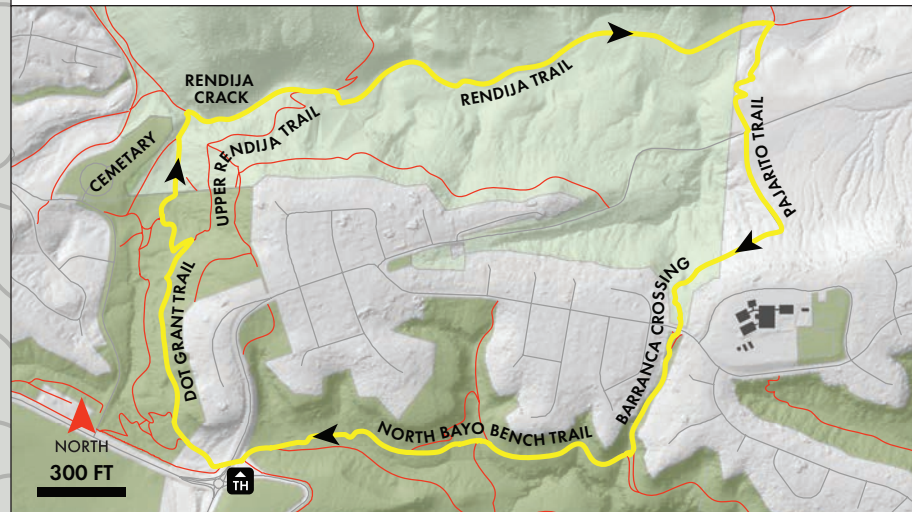 RENDIJA
CRACK
RENDIJA TRAIL
UPPER RENDIJA TRAIL
CEMETARY
PAJARITO TRAIL
DOT GRANT TRAIL
BARRANCA CROSSING
NORTH BAYO BENCH TRAIL
NORTH
300 FT
TH